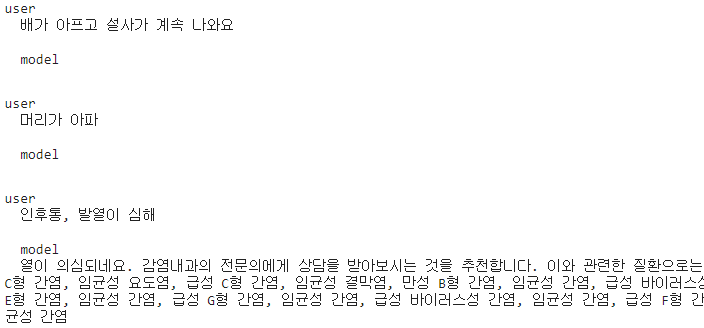 user
배가 아프고 설사가 계속 나와요
model
user
머리가 아파
model
user
인후통, 발열이 심해
model
열이 의심되네요. 감염내과의 전문의에게 상담을 받아보시는 것을 추천합니다. 이와 관련한 질환으로는
C형 간염, 임균성 요도염, 급성 C형 간염, 임균성 결막염, 만성 B형 간염, 임균성 간염, 급성 바이러스성
E형 간염, 임균성 간염, 급성 G형 간염, 임균성 간염, 급성 바이러스성 간염, 임균성 간염, 급성 F형 간
균성 간염